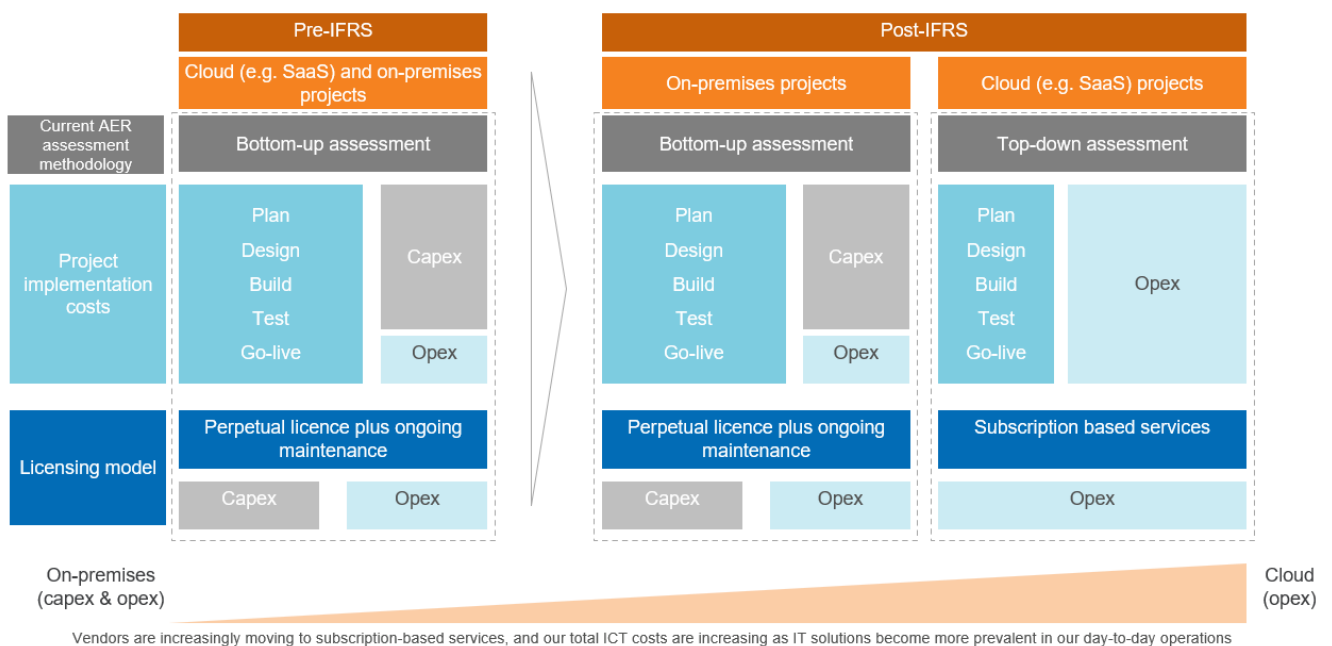 Pre-IFRS
Post-IFRS
Cloud (e.g. SaaS) and on-premises
projects
On-premises projects
Cloud (e.g. SaaS) projects
Current AER
assessment
methodology
Bottom-up assessment
Bottom-up assessment
Top-down assessment
Project
implementation
costs
Plan
Design
Build
Test
Go-live
Capex
Opex
Plan
Design
Build
Test
Go-live
Capex
Opex
Plan
Design
Build
Test
Go-live
Opex
Licensing model
Perpetual licence plus ongoing
maintenance
Capex
Opex
Perpetual licence plus ongoing
maintenance
Capex
Opex
Subscription based services
Opex
On-premises
(capex & opex)
Cloud
(opex)
Vendors are increasingly moving to subscription-based services, and our total ICT costs are increasing as IT solutions become more prevalent in our day-to-day operations